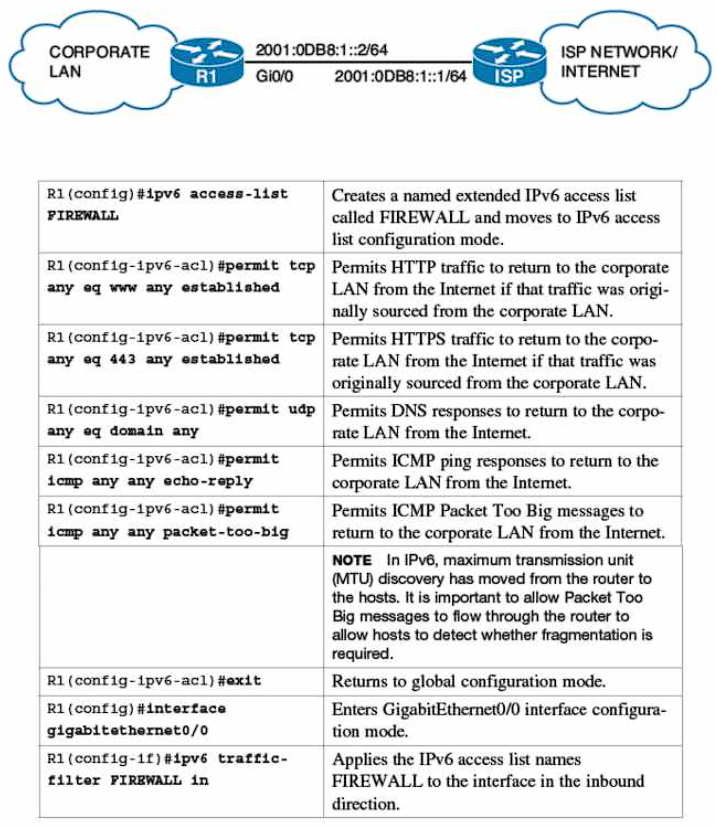 CORPORATE
LAN
R1
2001:0DB8:1::2/64
Gi0/0
2001:0DB8:1::1/64
ISP
ISP NETWORK/
INTERNET
R1(config)#ipv6 access-list
FIREWALL
Creates a named extended IPv6 access list
called FIREWALL and moves to IPv6 access
list configuration mode.
R1(config-ipv6-acl)#permit tcp
any eq www any established
Permits HTTP traffic to return to the corporate
LAN from the Internet if that traffic was origi-
nally sourced from the corporate LAN.
R1(config-ipv6-acl)#permit tcp
any eq 443 any established
Permits HTTPS traffic to return to the corpo-
rate LAN from the Internet if that traffic was
originally sourced from the corporate LAN.
R1(config-ipv6-acl)#permit udp
any eq domain any
Permits DNS responses to return to the corpo-
rate LAN from the Internet.
R1(config-ipv6-acl)#permit
icmp any any echo-reply
Permits ICMP ping responses to return to the
corporate LAN from the Internet.
R1(config-ipv6-acl)#permit
icmp any any packet-too-big
Permits ICMP Packet Too Big messages to
return to the corporate LAN from the Internet.
NOTE In IPv6, maximum transmission unit
(MTU) discovery has moved from the router to
the hosts. It is important to allow Packet Too
Big messages to flow through the router to
allow hosts to detect whether fragmentation is
required.
R1(config-ipv6-acl)#exit
Returns to global configuration mode.
R1(config)#interface
gigabitethernet0/0
Enters GigabitEthernet0/0 interface configura-
tion mode.
R1(config-if)#ipv6 traffic-
filter FIREWALL in
Applies the IPv6 access list names
FIREWALL to the interface in the inbound
direction.